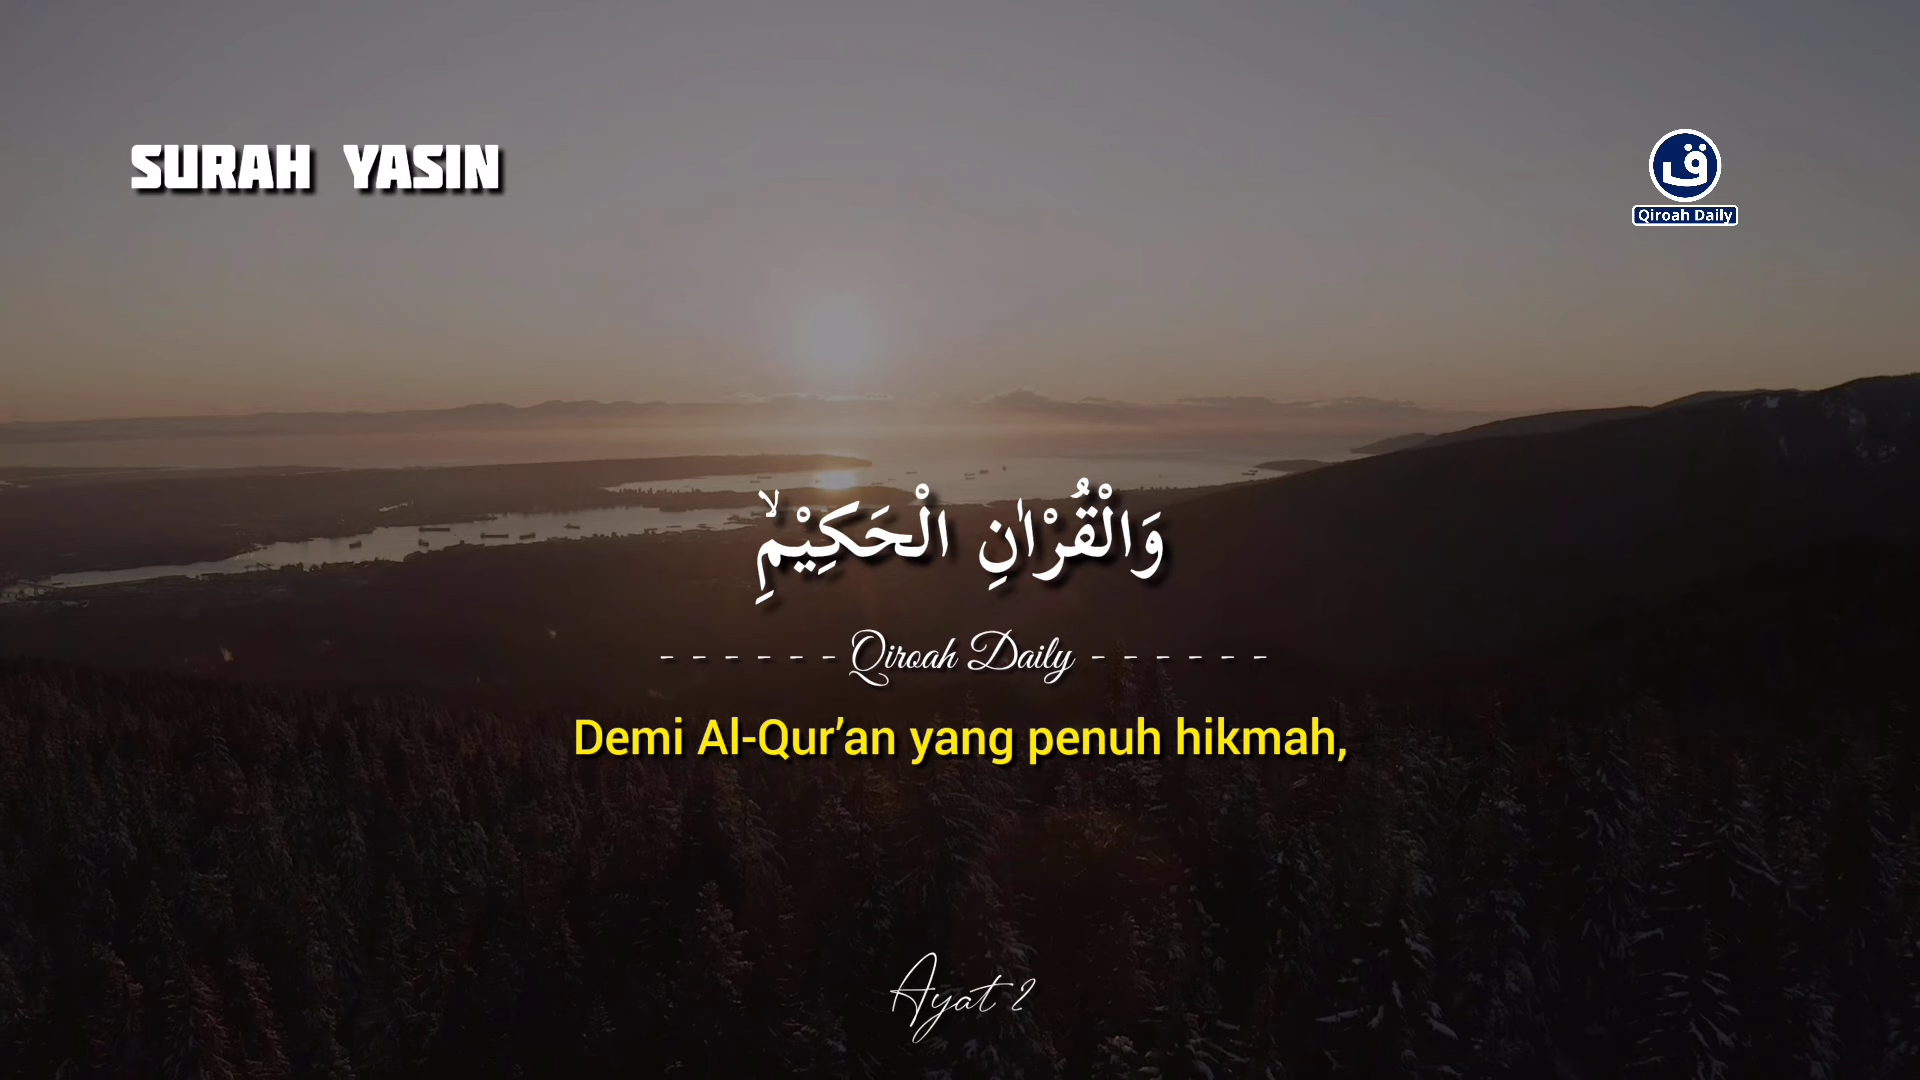 SURAH YASIN
ق
Qiroah Daily
وَالْقُرْاٰنِ الْحَكِيْمِۙ
- - - - - - Qiroah Daily - - - - - -
Demi Al-Qur’an yang penuh hikmah,
Ayat 2